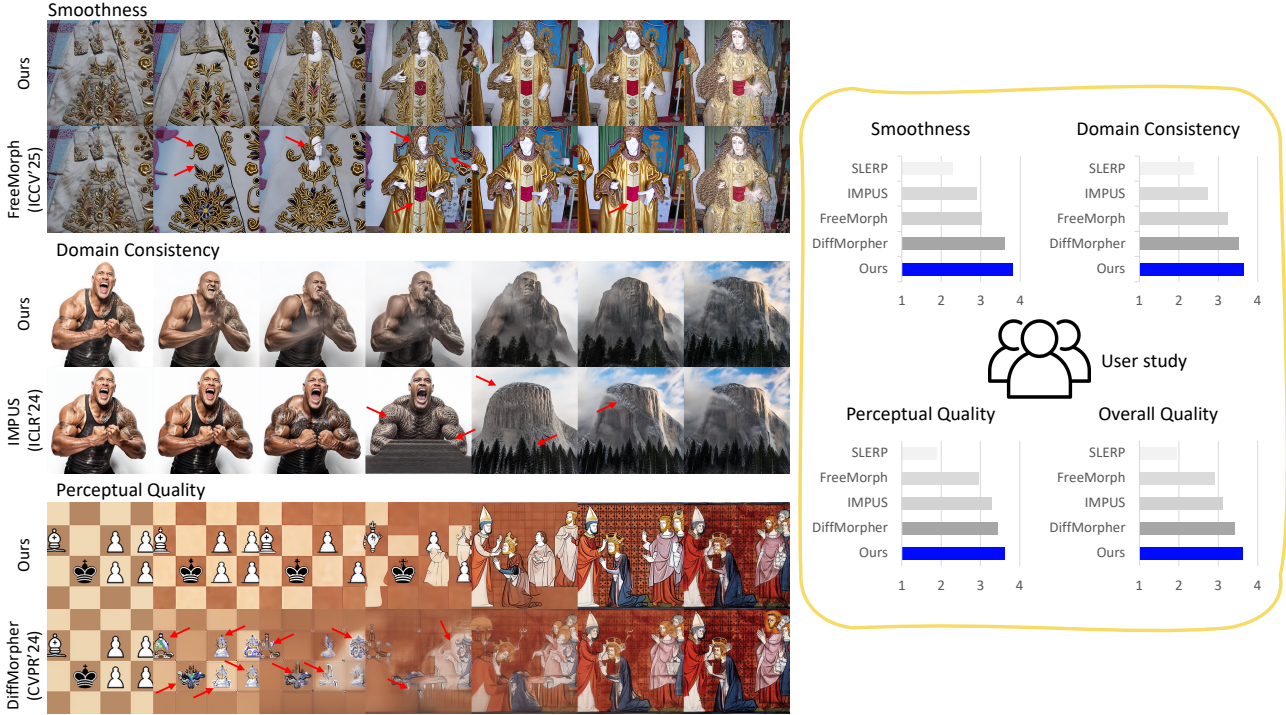 Smoothness
Ours
FreeMorph
(ICCV'25)
Domain Consistency
Ours
IMPUS
(ICLR'24)
Perceptual Quality
Ours
DiffMorpher
(CVPR'24)
Smoothness
SLERP
IMPUS
FreeMorph
DiffMorpher
Ours
1 2 3 4
Domain Consistency
SLERP
IMPUS
FreeMorph
DiffMorpher
Ours
1 2 3 4
User study
Perceptual Quality
SLERP
FreeMorph
IMPUS
DiffMorpher
Ours
1 2 3 4
Overall Quality
SLERP
FreeMorph
IMPUS
DiffMorpher
Ours
1 2 3 4